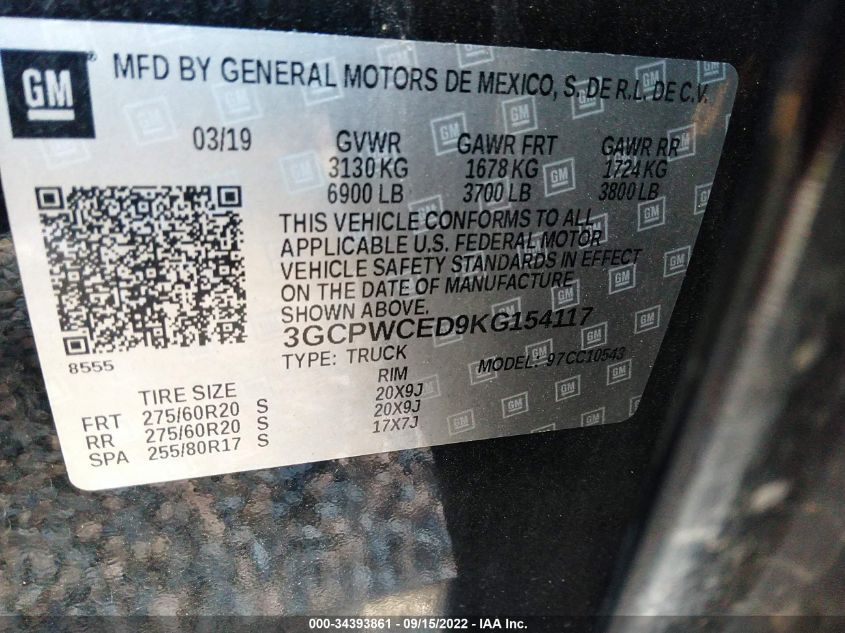 GM
MFD BY GENERAL MOTORS DE MEXICO, S. DE R.L. DE C.V.
03/19 GVWR GAWR FRT GAWR RR
3130 KG 1678 KG 1724 KG
6900 LB 3700 LB 3800 LB
THIS VEHICLE CONFORMS TO ALL
APPLICABLE U.S. FEDERAL MOTOR
VEHICLE SAFETY STANDARDS IN EFFECT
ON THE DATE OF MANUFACTURE
SHOWN ABOVE.
3GCPWCED9KG154117
8555
TYPE: TRUCK MODEL: 97CC10543
TIRE SIZE RIM
FRT 275/60R20 S 20X9J
RR 275/60R20 S 20X9J
SPA 255/80R17 S 17X7J
000-34393861 - 09/15/2022 - IAA Inc.